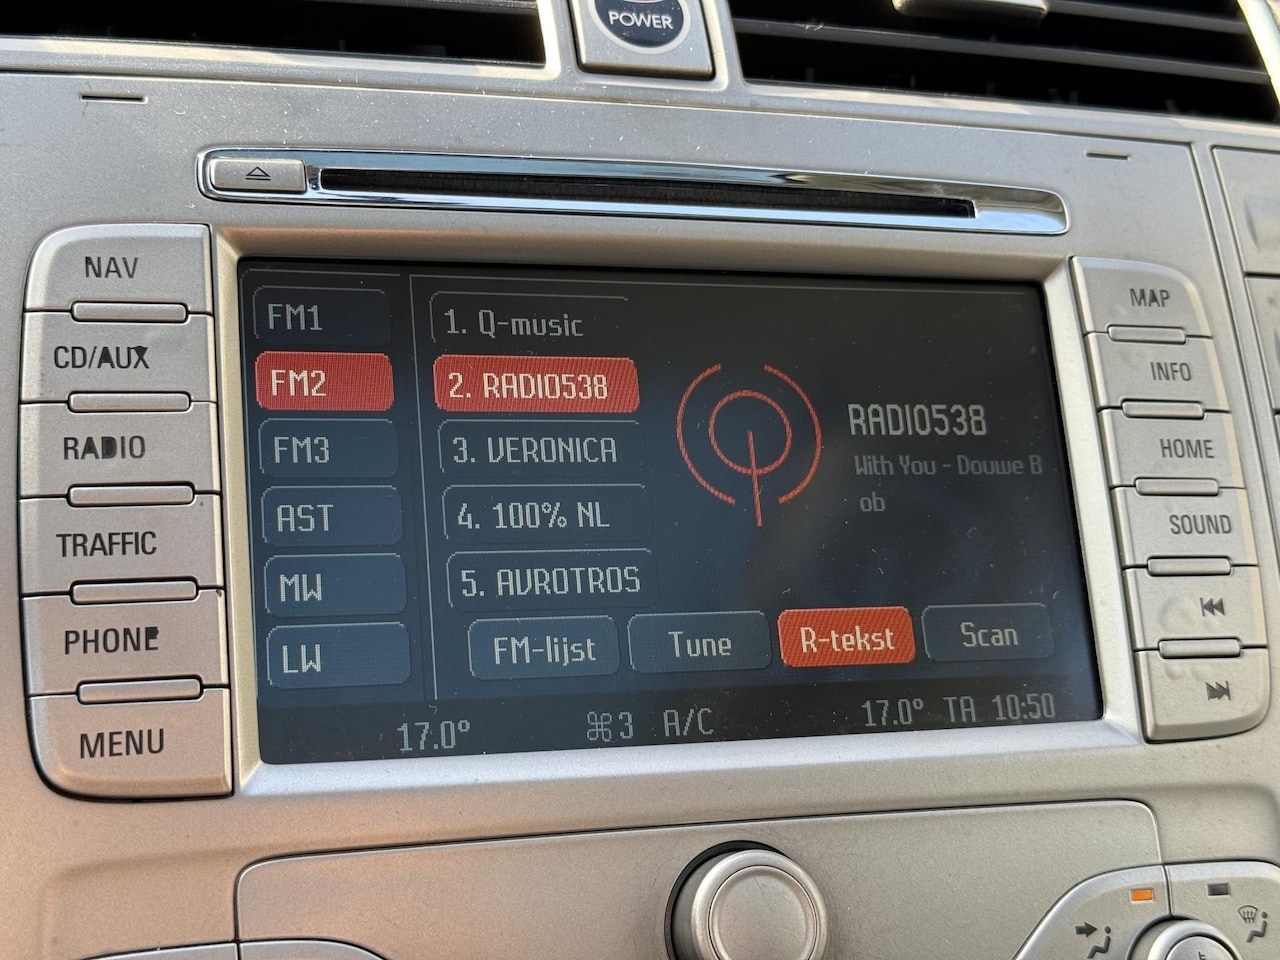 POWER
NAV
CD/AUX
RADIO
TRAFFIC
PHONE
MENU
FM1
FM2
FM3
AST
MW
LW
1. Q-music
2. RADIO538
3. VERONICA
4. 100% NL
5. AVROTROS
RADIO538
With You - Douwe B
ob
FM-lijst
Tune
R-tekst
Scan
17.0°
3
A/C
17.0°
TA
10:50
MAP
INFO
HOME
SOUND